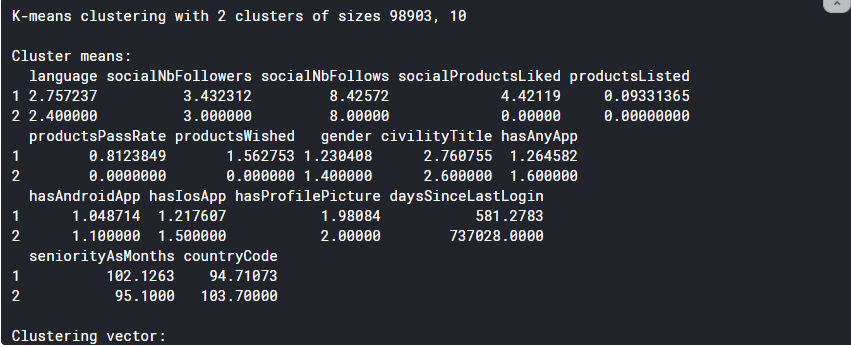 K-means clustering with 2 clusters of sizes 98903, 10
Cluster means:
language socialNbFollowers socialNbFollows socialProductsLiked productsListed
1 2.757237 3.432312 8.42572 4.42119 0.09331365
2 2.400000 3.000000 8.00000 0.00000 0.00000000
productsPassRate productsWished gender civilityTitle hasAnyApp
1 0.8123849 1.562753 1.230408 2.760755 1.264582
2 0.0000000 0.000000 1.400000 2.600000 1.600000
hasAndroidApp hasIosApp hasProfilePicture daysSinceLastLogin
1 1.048714 1.217607 1.98084 581.2783
2 1.100000 1.500000 2.00000 737028.0000
seniorityAsMonths countryCode
1 102.1263 94.71073
2 95.1000 103.70000
Clustering vector: